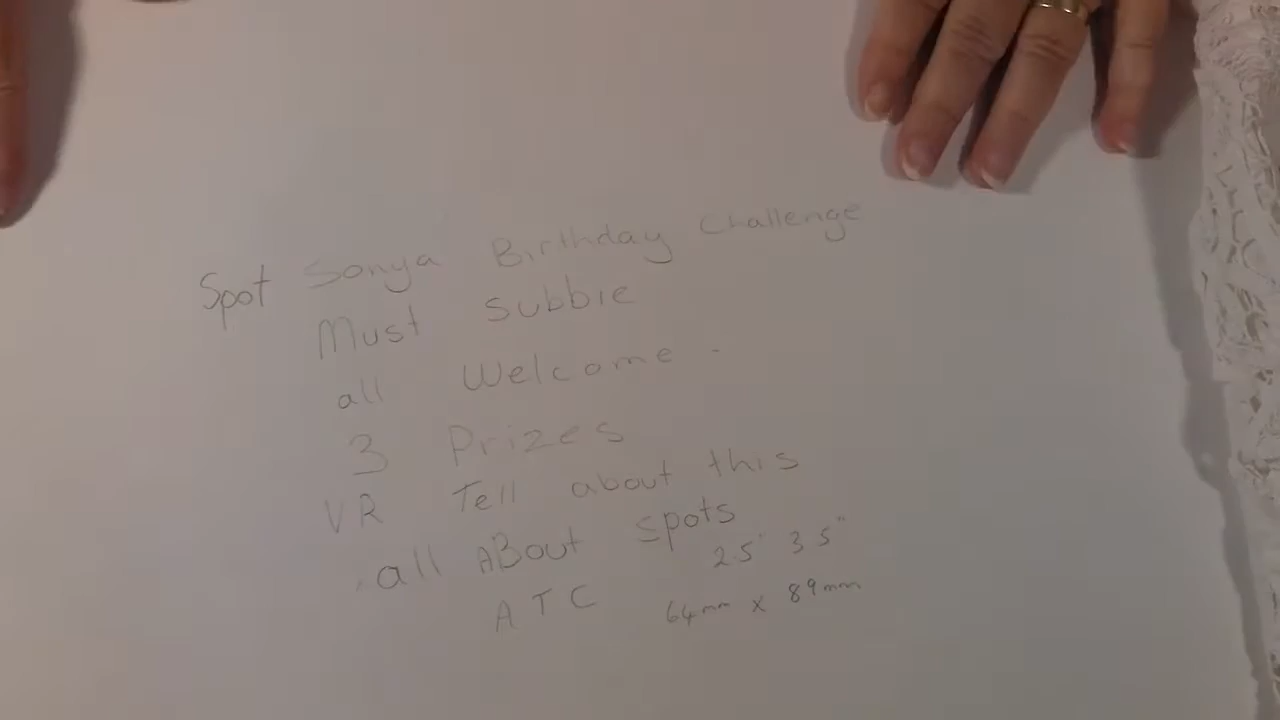 Spot Sonya Birthday Challenge
Must Subbie
all Welcome.
3 Prizes
VR Tell about this
all ABout spots
ATC 2.5" 3.5"
64mm x 89mm